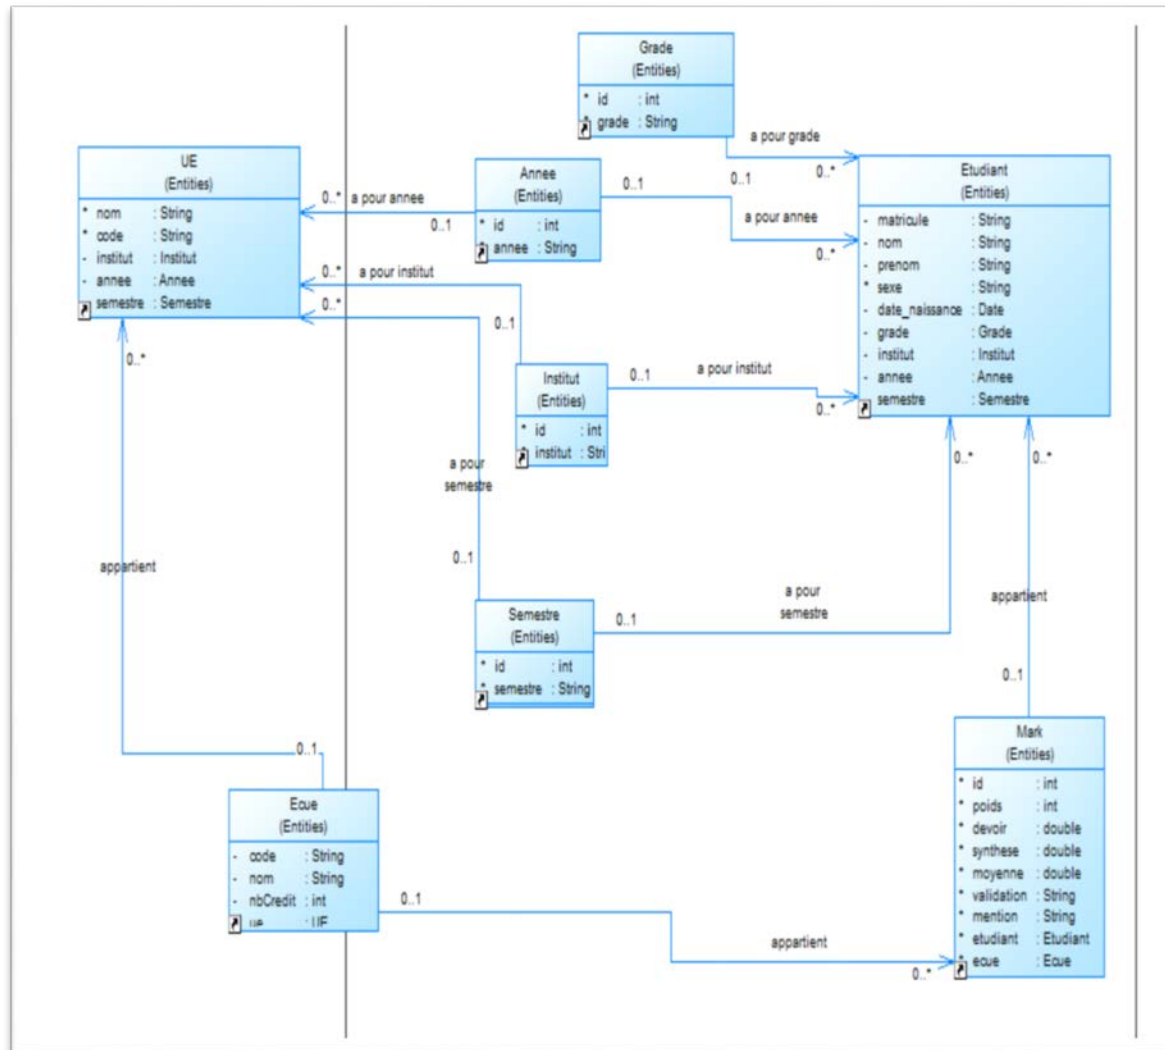 Grade
(Entities)
* id : int
* grade : String
a pour grade
0..1
0..*
UE
(Entities)
* nom : String
* code : String
- institut : Institut
- annee : Annee
semestre : Semestre
0..*
a pour annee
0..1
Annee
(Entities)
* id : int
annee : String
0..1
a pour annee
0..*
Etudiant
(Entities)
- matricule : String
- nom : String
- prenom : String
* sexe : String
- date_naissance : Date
- grade : Grade
- institut : Institut
- annee : Annee
semestre : Semestre
0..*
a pour institut
0..*
0..1
0..*
Institut
(Entities)
* id : int
institut : Stri
0..1
a pour institut
0..*
a pour
semestre
0..1
0..*
0..*
appartient
Semestre
(Entities)
* id : int
* semestre : String
0..1
a pour
semestre
appartient
0..1
Mark
(Entities)
* id : int
* poids : int
* devoir : double
* synthese : double
* moyenne : double
* validation : String
* mention : String
* etudiant : Etudiant
* ecue : Ecue
0..1
Ecue
(Entities)
- code : String
- nom : String
- nbCredit : int
ue : UE
0..1
appartient
0..*